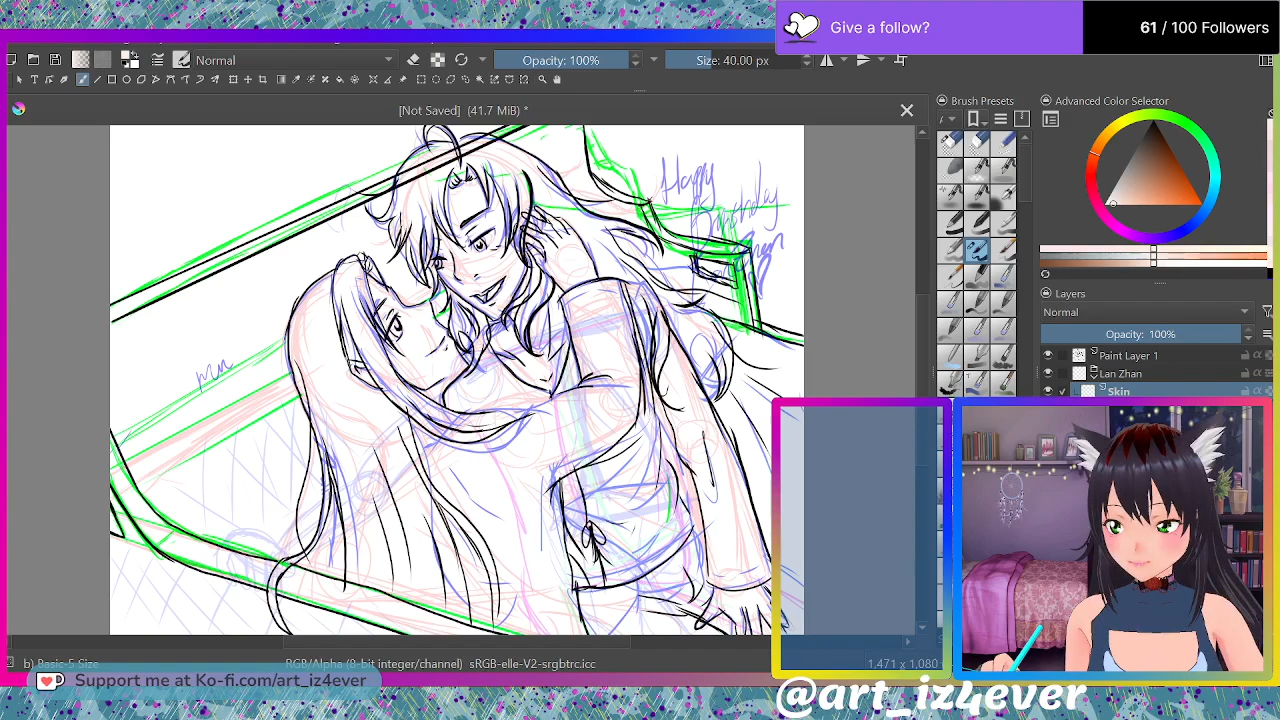 Give a follow?
61 / 100 Followers
Normal
Opacity: 100%
Size: 40.00 px
[Not Saved] (41.7 MiB) *
Brush Presets
Advanced Color Selector
Layers
Normal
Opacity: 100%
Paint Layer 1
Lan Zhan
Skin
Happy
Birthday
b) Basic-5 Size
RGB/Alpha (8-bit integer/channel) sRGB-elle-V2-srgbtrc.icc
1,471 x 1,080
Support me at Ko-fi.com/art_iz4ever
@art_iz4ever